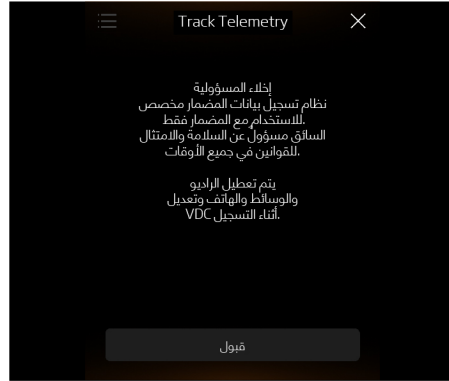 Track Telemetry
إخلاء المسؤولية
نظام تسجيل بيانات المضمار مخصص
للاستخدام مع المضمار فقط.
السائق مسؤول عن السلامة والامتثال
للقوانين في جميع الأوقات.
يتم تعطيل الراديو
والوسائط والهاتف وتعديل
VDC أثناء التسجيل.
قبول